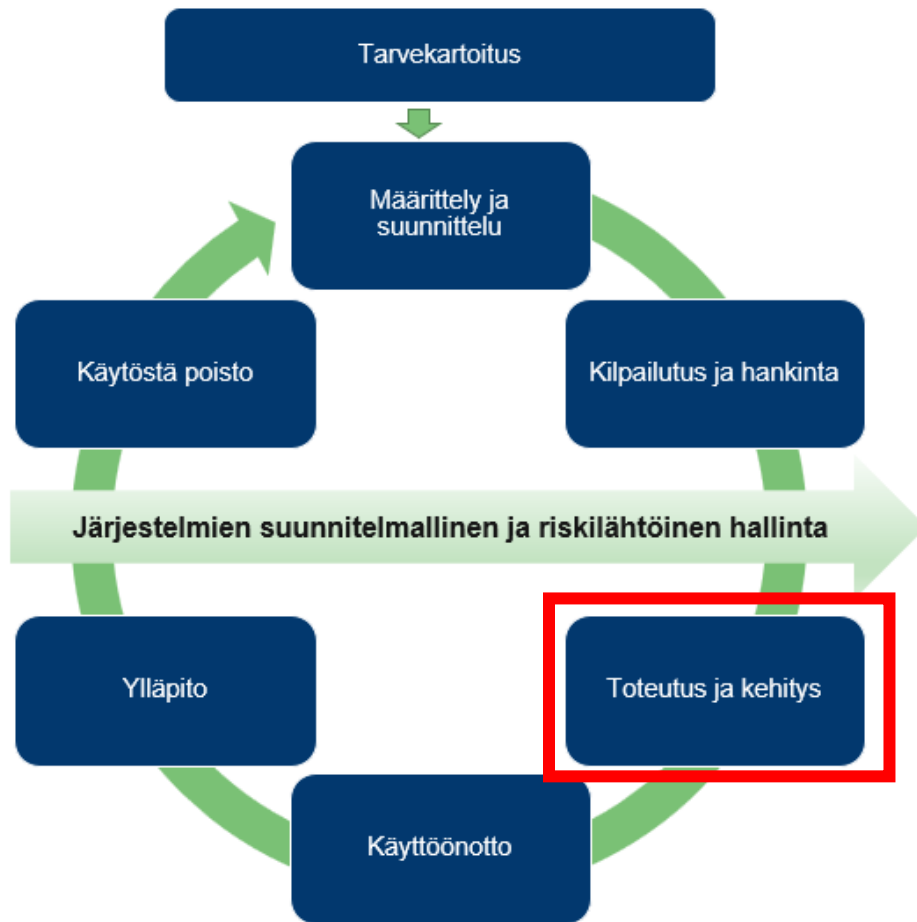 Tarvekartoitus
Määrittely ja
suunnittelu
Käytöstä poisto
Kilpailutus ja hankinta
Järjestelmien suunnitelmallinen ja riskilähtöinen hallinta
Ylläpito
Toteutus ja kehitys
Käyttöönotto